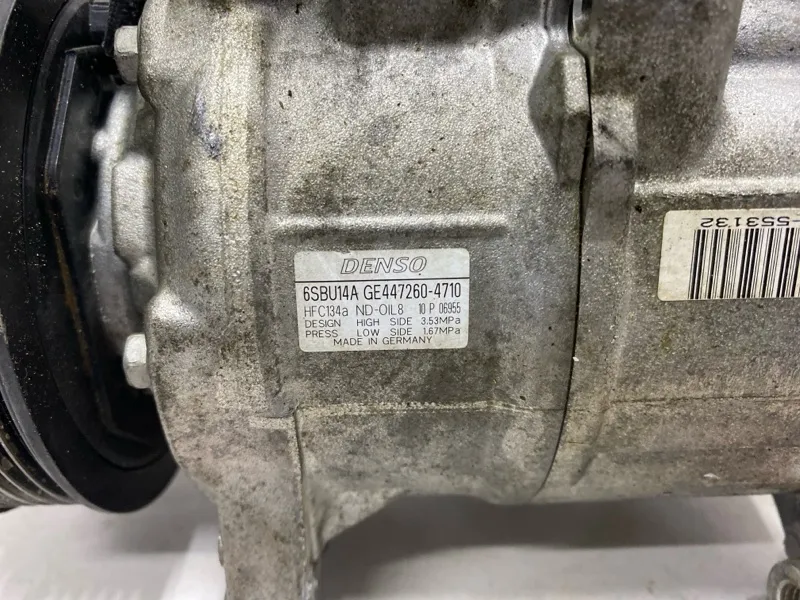 DENSO
6SBU14A GE447260-4710
HFC134a ND-OIL8 10 P 06955
DESIGN HIGH SIDE 3.53MPa
PRESS LOW SIDE 1.67MPa
MADE IN GERMANY
-553132